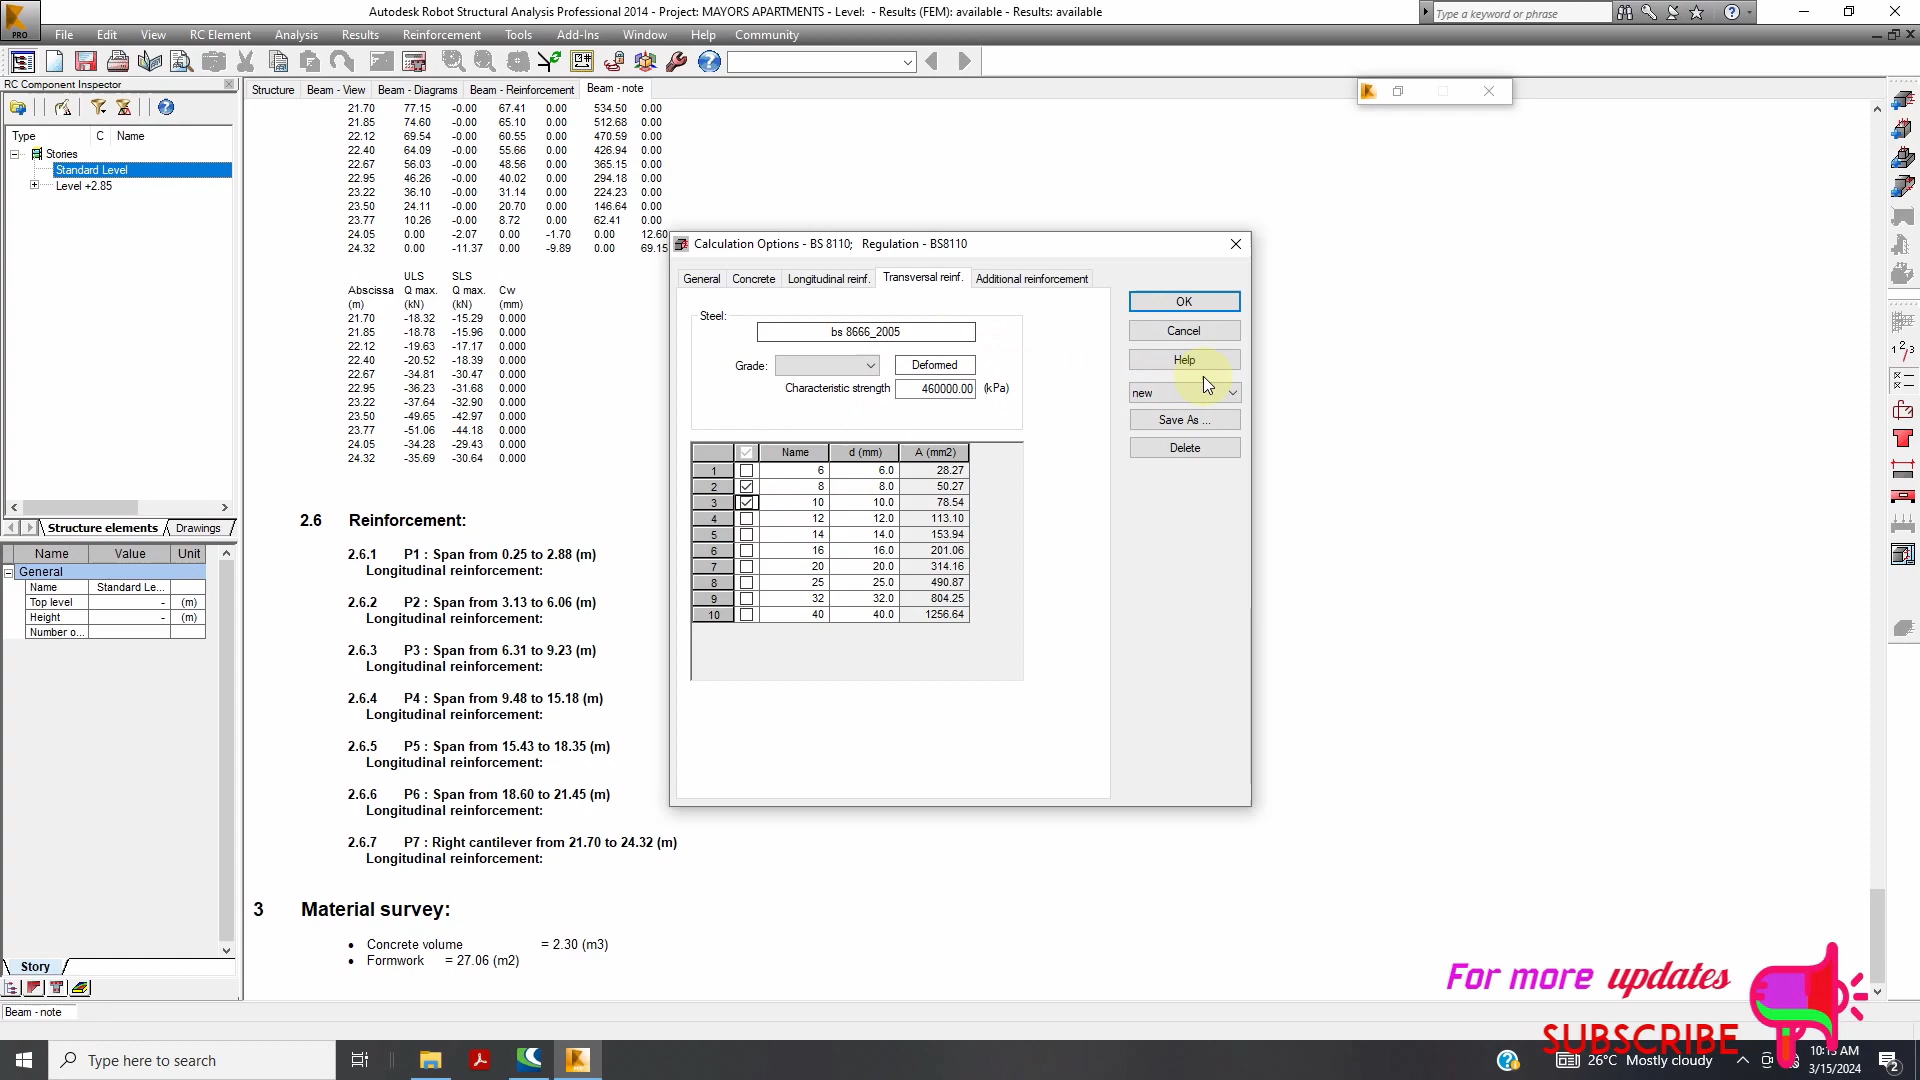 Autodesk Robot Structural Analysis Professional 2014 - Project: MAYORS APARTMENTS - Level:  - Results (FEM): available - Results: available
Type a keyword or phrase
PRO
File Edit View RC Element Analysis Results Reinforcement Tools Add-Ins Window Help Community
RC Component Inspector
Type C Name
Stories
Standard Level
Level +2.85
Structure elements Drawings
Name Value Unit
General
Name Standard Le...
Top level - (m)
Height - (m)
Number o...
Story
Beam - note
Structure Beam - View Beam - Diagrams Beam - Reinforcement Beam - note
21.70 77.15 -0.00 67.41 0.00 534.50 0.00
21.85 74.60 -0.00 65.10 0.00 512.68 0.00
22.12 69.54 -0.00 60.55 0.00 470.59 0.00
22.40 64.09 -0.00 55.66 0.00 426.94 0.00
22.67 56.03 -0.00 48.56 0.00 365.15 0.00
22.95 46.26 -0.00 40.02 0.00 294.18 0.00
23.22 36.10 -0.00 31.14 0.00 224.23 0.00
23.50 24.11 -0.00 20.70 0.00 146.64 0.00
23.77 10.26 -0.00 8.72 0.00 62.41 0.00
24.05 0.00 -2.07 0.00 -1.70 0.00 12.60
24.32 0.00 -11.37 0.00 -9.89 0.00 69.15
ULS SLS
Abscissa Q max. Q max. Cw
(m) (kN) (kN) (mm)
21.70 -18.32 -15.29 0.000
21.85 -18.78 -15.96 0.000
22.12 -19.63 -17.17 0.000
22.40 -20.52 -18.39 0.000
22.67 -34.81 -30.47 0.000
22.95 -36.23 -31.68 0.000
23.22 -37.64 -32.90 0.000
23.50 -49.65 -42.97 0.000
23.77 -51.06 -44.18 0.000
24.05 -34.28 -29.43 0.000
24.32 -35.69 -30.64 0.000
2.6 Reinforcement:
2.6.1 P1 : Span from 0.25 to 2.88 (m)
Longitudinal reinforcement:
2.6.2 P2 : Span from 3.13 to 6.06 (m)
Longitudinal reinforcement:
2.6.3 P3 : Span from 6.31 to 9.23 (m)
Longitudinal reinforcement:
2.6.4 P4 : Span from 9.48 to 15.18 (m)
Longitudinal reinforcement:
2.6.5 P5 : Span from 15.43 to 18.35 (m)
Longitudinal reinforcement:
2.6.6 P6 : Span from 18.60 to 21.45 (m)
Longitudinal reinforcement:
2.6.7 P7 : Right cantilever from 21.70 to 24.32 (m)
Longitudinal reinforcement:
3 Material survey:
• Concrete volume = 2.30 (m3)
• Formwork = 27.06 (m2)
Calculation Options - BS 8110; Regulation - BS8110
General Concrete Longitudinal reinf. Transversal reinf. Additional reinforcement
Steel:
bs 8666_2005
Grade: Deformed
Characteristic strength 460000.00 (kPa)
Name d (mm) A (mm2)
1 6 6.0 28.27
2 8 8.0 50.27
3 10 10.0 78.54
4 12 12.0 113.10
5 14 14.0 153.94
6 16 16.0 201.06
7 20 20.0 314.16
8 25 25.0 490.87
9 32 32.0 804.25
10 40 40.0 1256.64
OK
Cancel
Help
new
Save As ...
Delete
For more updates
SUBSCRIBE
Type here to search
26°C Mostly cloudy
10:15 AM
3/15/2024
2